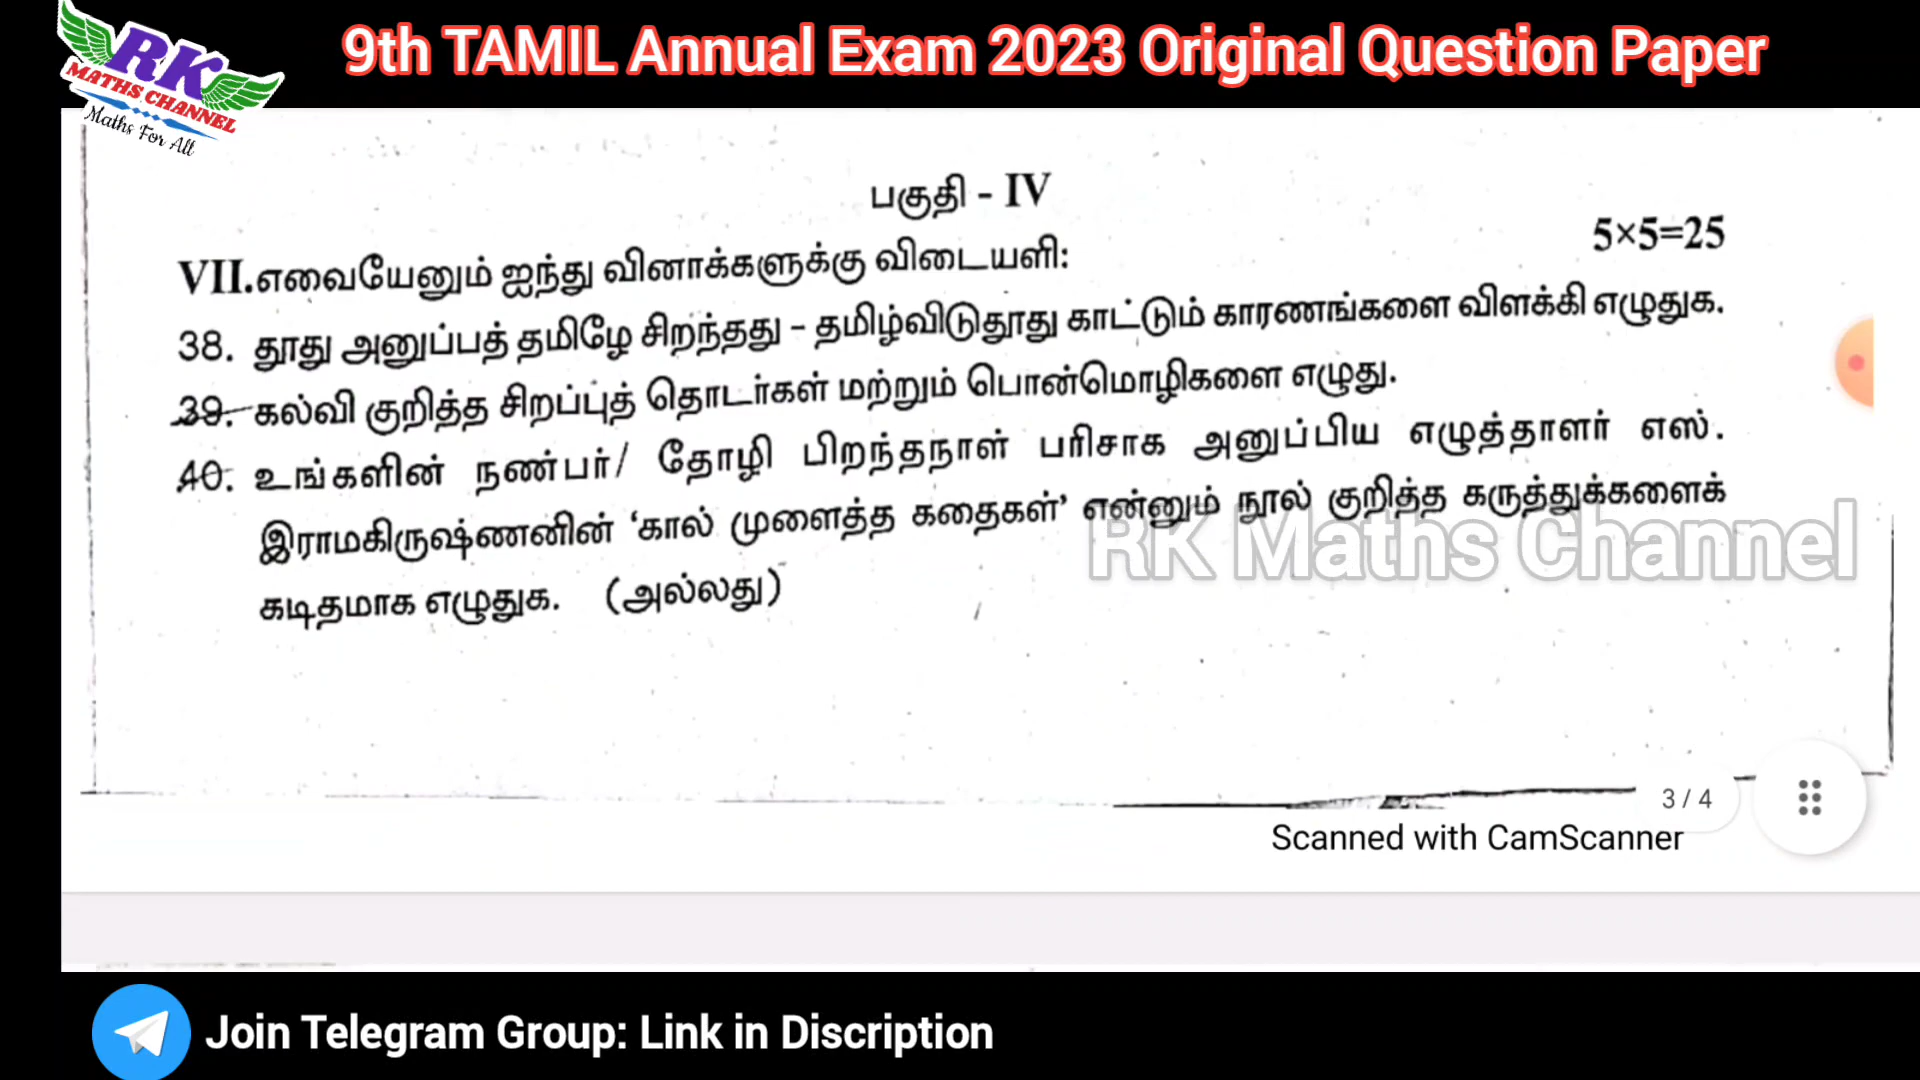 RK
MATHS CHANNEL
Maths For All
9th TAMIL Annual Exam 2023 Original Question Paper
பகுதி - IV
5×5=25
VII.எவையேனும் ஐந்து வினாக்களுக்கு விடையளி:
38. தூது அனுப்பத் தமிழே சிறந்தது - தமிழ்விடுதூது காட்டும் காரணங்களை விளக்கி எழுதுக.
39. கல்வி குறித்த சிறப்புத் தொடர்கள் மற்றும் பொன்மொழிகளை எழுது.
40. உங்களின் நண்பர்/ தோழி பிறந்தநாள் பரிசாக அனுப்பிய எழுத்தாளர் எஸ்.
இராமகிருஷ்ணனின் ‘கால் முளைத்த கதைகள்’ என்னும் நூல் குறித்த கருத்துக்களைக்
RK Maths Channel
கடிதமாக எழுதுக. (அல்லது)
3 / 4
Scanned with CamScanner
Join Telegram Group: Link in Discription